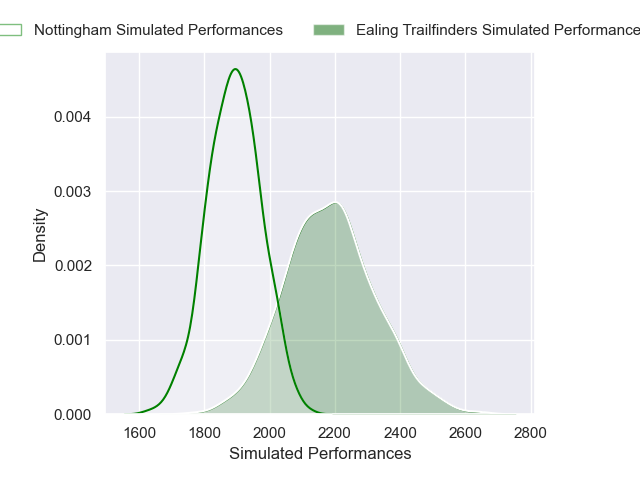 Nottingham Simulated Performances
Ealing Trailfinders Simulated Performance
0.004
0.003
0.002
0.001
0.000
Density
1600 1800 2000 2200 2400 2600 2800
Simulated Performances